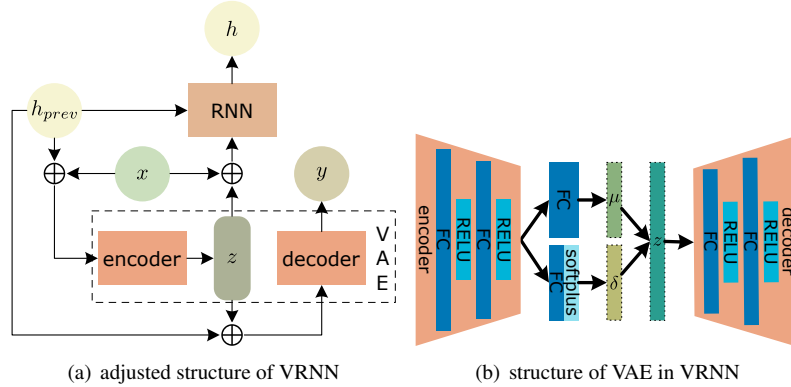 h
h_prev
RNN
x
y
encoder
z
decoder
V
A
E
(a) adjusted structure of VRNN
encoder
FC
RELU
FC
RELU
FC
μ
FC
softplus
δ
z
FC
RELU
FC
RELU
decoder
(b) structure of VAE in VRNN